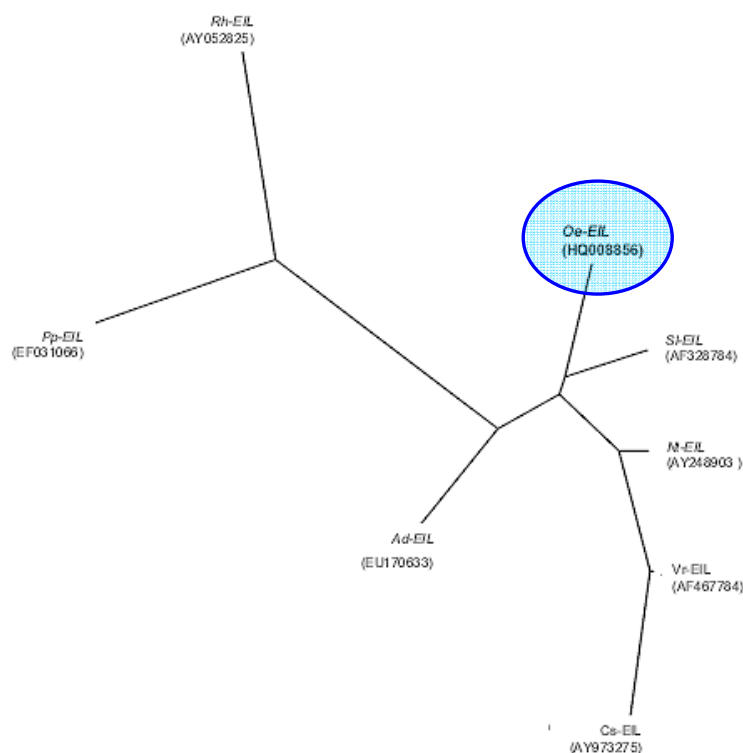 Rh-EIL
(AY052825)
Oe-EIL
(HQ008856)
Sl-EIL
(AF328784)
Pp-EIL
(EF031066)
Nt-EIL
(AY248903 )
Ad-EIL
(EU170633)
Vr-EIL
(AF467784)
Cs-EIL
(AY973275)